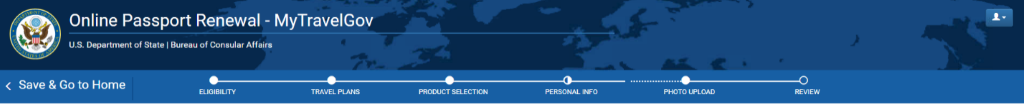 Online Passport Renewal - MyTravelGov
U.S. Department of State | Bureau of Consular Affairs
Save & Go to Home
ELIGIBILITY
TRAVEL PLANS
PRODUCT SELECTION
PERSONAL INFO
PHOTO UPLOAD
REVIEW